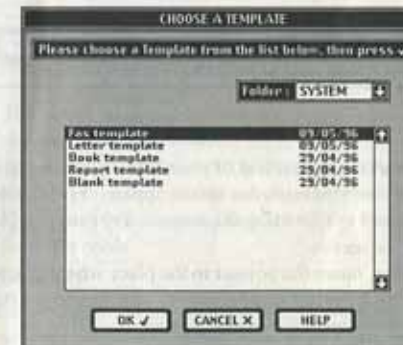 CHOOSE A TEMPLATE
Please choose a Template from the list below, then press ✓
Folder: SYSTEM
Fax template 09/05/96
Letter template 09/05/96
Book template 29/04/96
Report template 29/04/96
Blank template 29/04/96
OK ✓ CANCEL X HELP